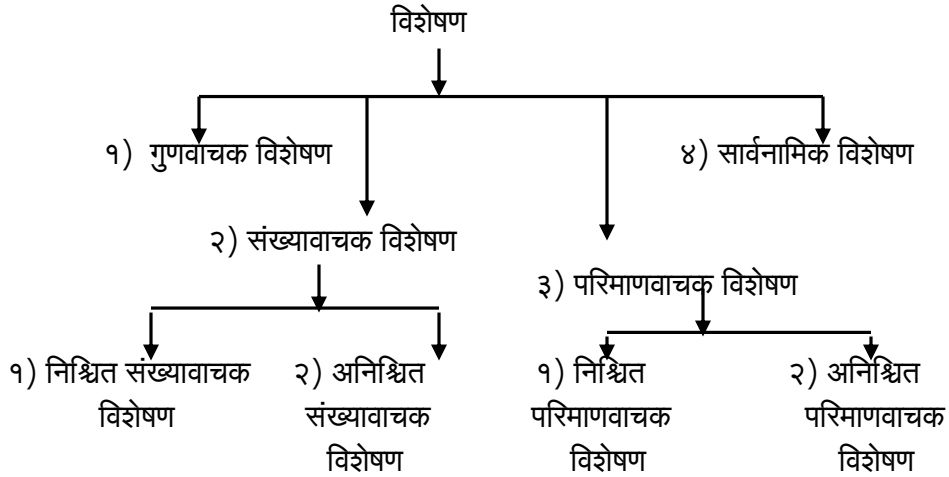 विशेषण
१) गुणवाचक विशेषण
४) सार्वनामिक विशेषण
२) संख्यावाचक विशेषण
३) परिमाणवाचक विशेषण
१) निश्चित संख्यावाचक
विशेषण
२) अनिश्चित
संख्यावाचक
विशेषण
१) निश्चित
परिमाणवाचक
विशेषण
२) अनिश्चित
परिमाणवाचक
विशेषण